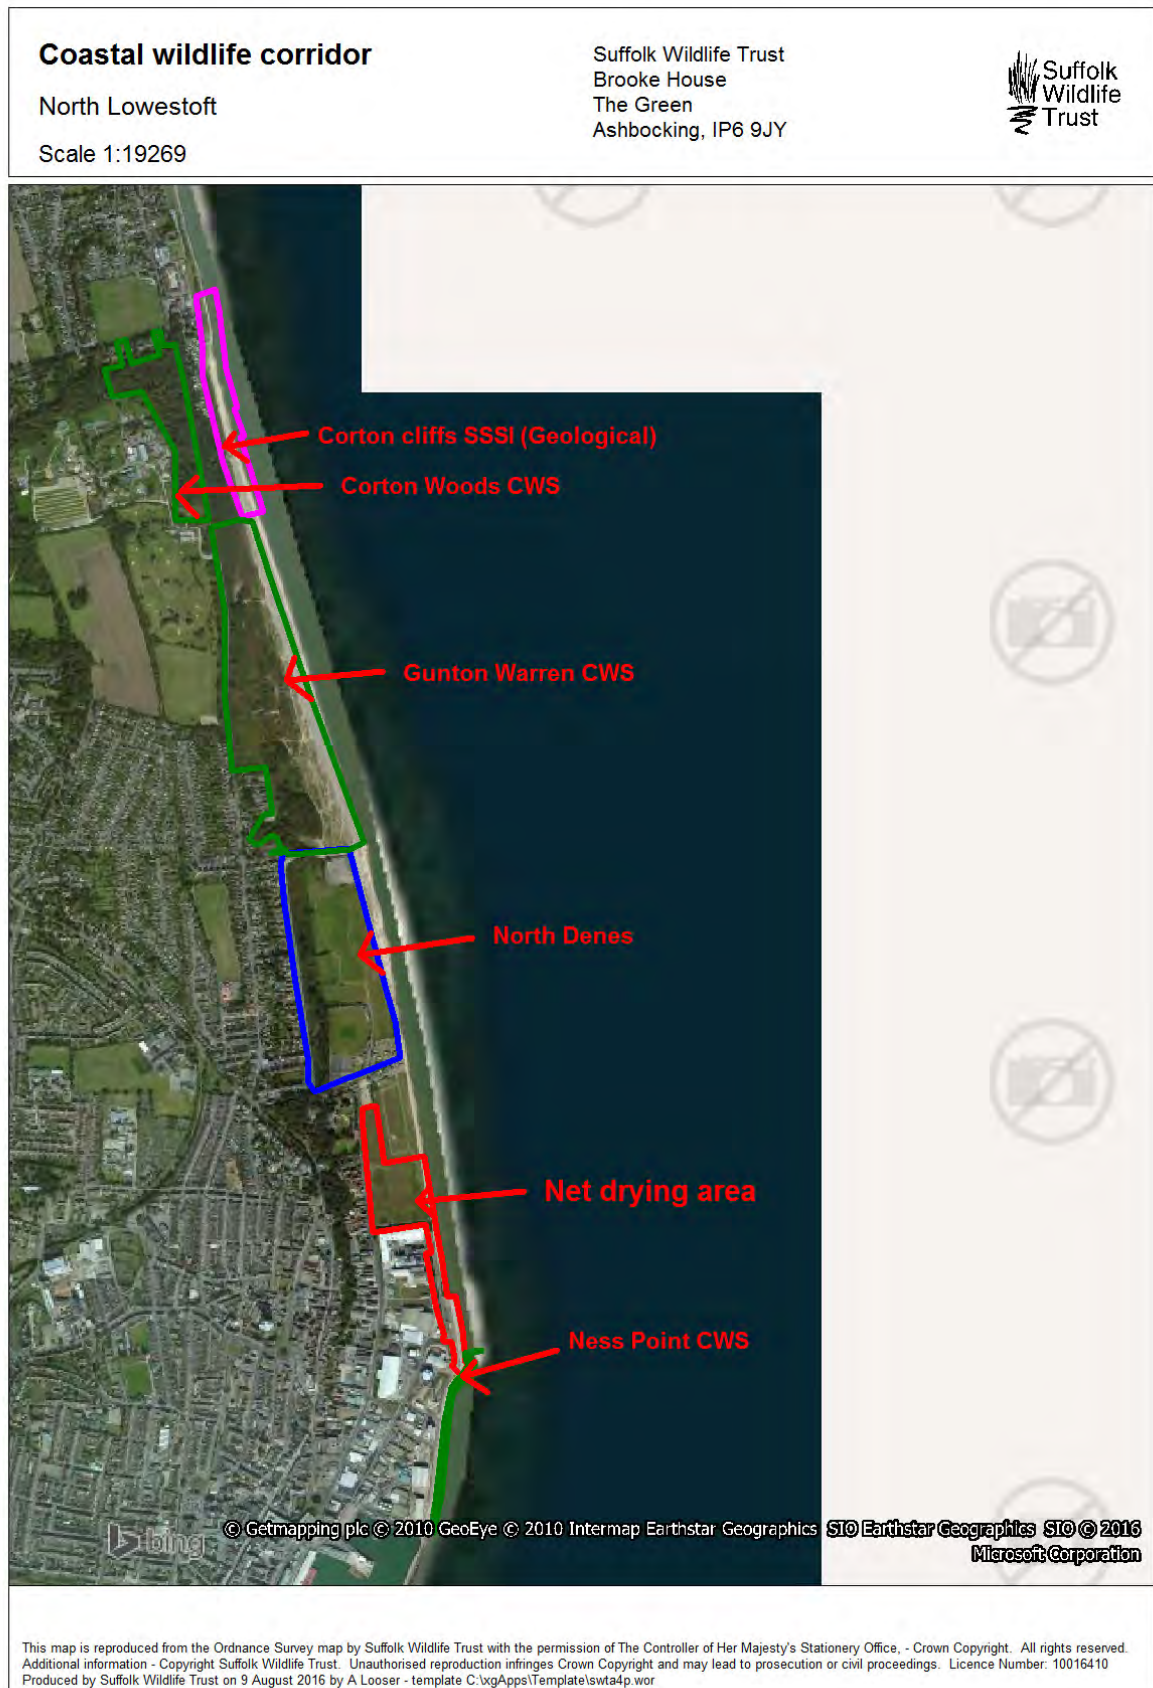 Coastal wildlife corridor
North Lowestoft
Scale 1:19269
Suffolk Wildlife Trust
Brooke House
The Green
Ashbocking, IP6 9JY
Suffolk
Wildlife
Trust
Corton cliffs SSSI (Geological)
Corton Woods CWS
Gunton Warren CWS
North Denes
Net drying area
Ness Point CWS
© Getmapping plc © 2010 GeoEye © 2010 Intermap Earthstar Geographics SIO Earthstar Geographics SIO © 2016
Microsoft Corporation
bing
This map is reproduced from the Ordnance Survey map by Suffolk Wildlife Trust with the permission of The Controller of Her Majesty's Stationery Office, - Crown Copyright. All rights reserved.
Additional information - Copyright Suffolk Wildlife Trust. Unauthorised reproduction infringes Crown Copyright and may lead to prosecution or civil proceedings. Licence Number: 10016410
Produced by Suffolk Wildlife Trust on 9 August 2016 by A Looser - template C:\xgApps\Template\swta4p.wor